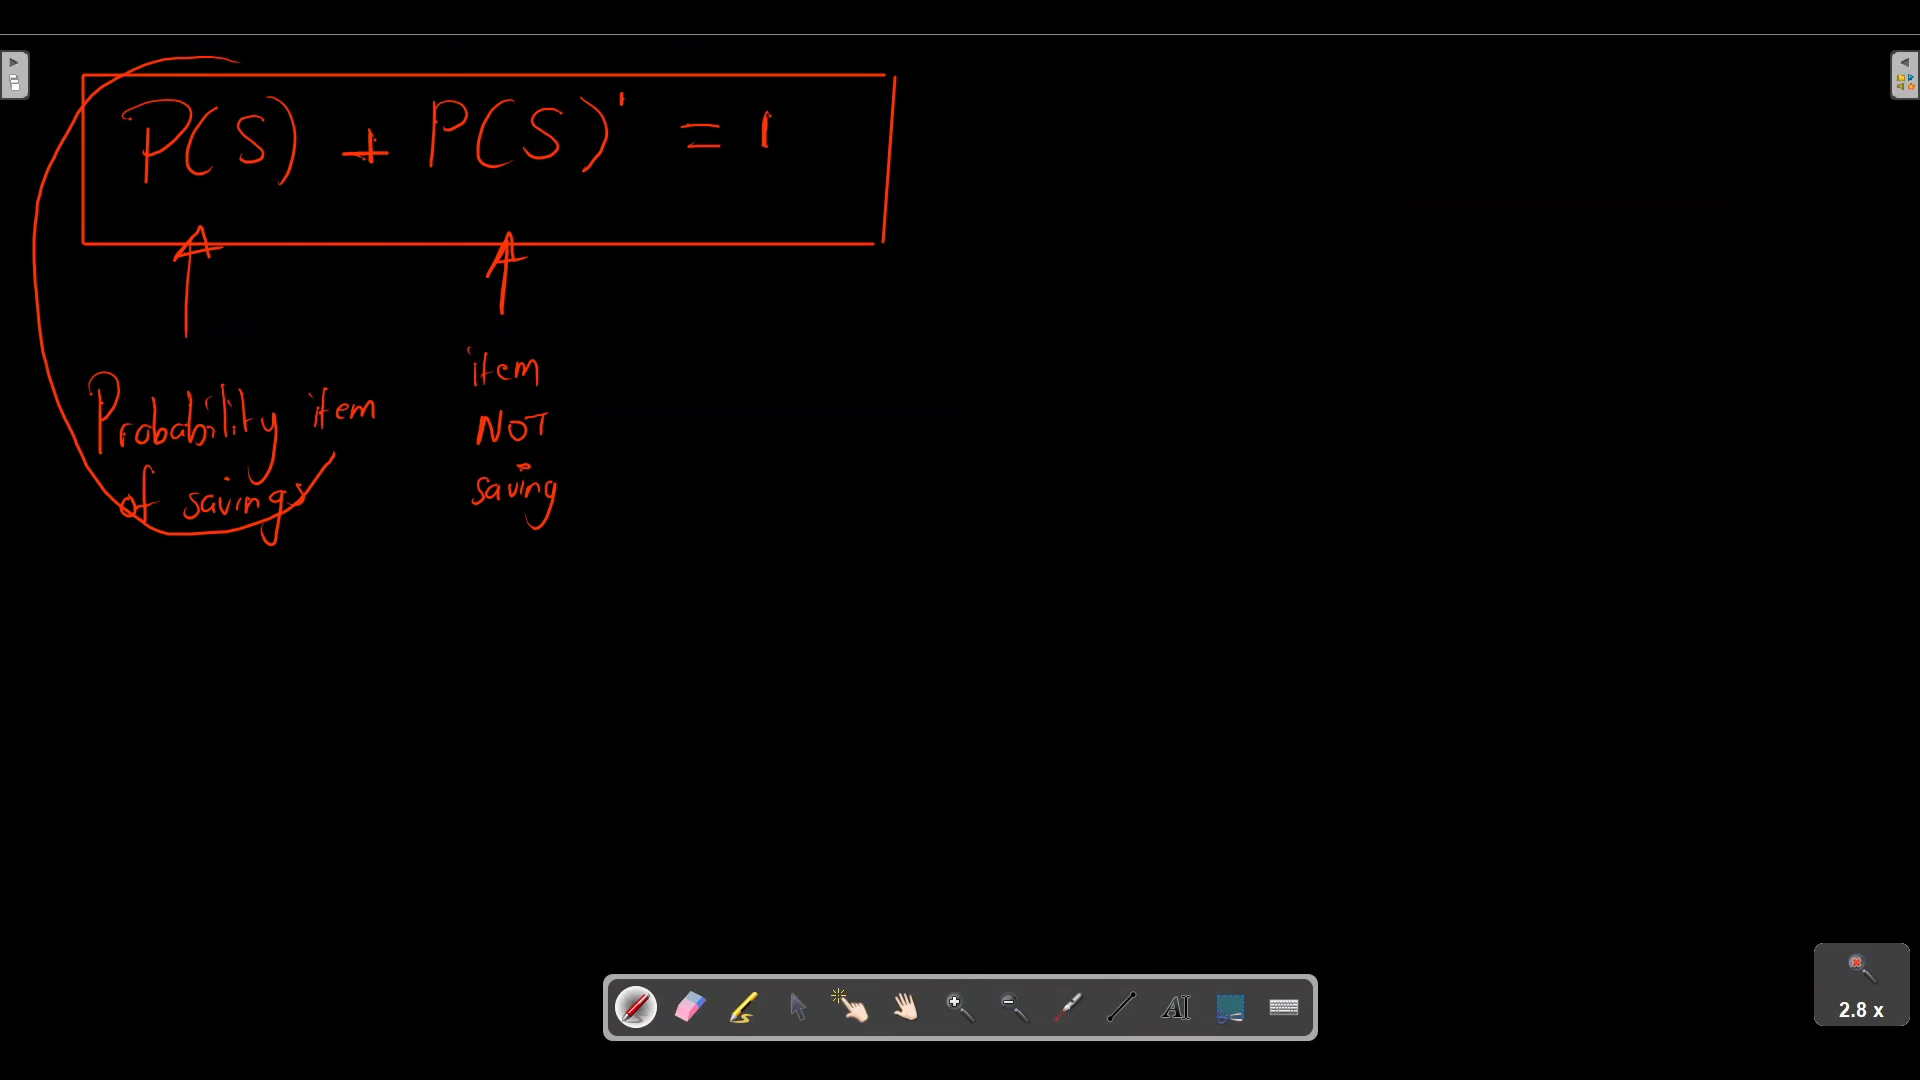 P(S) + P(S)' = 1
Probability item
of savings
item
NOT
saving
AI
2.8 x